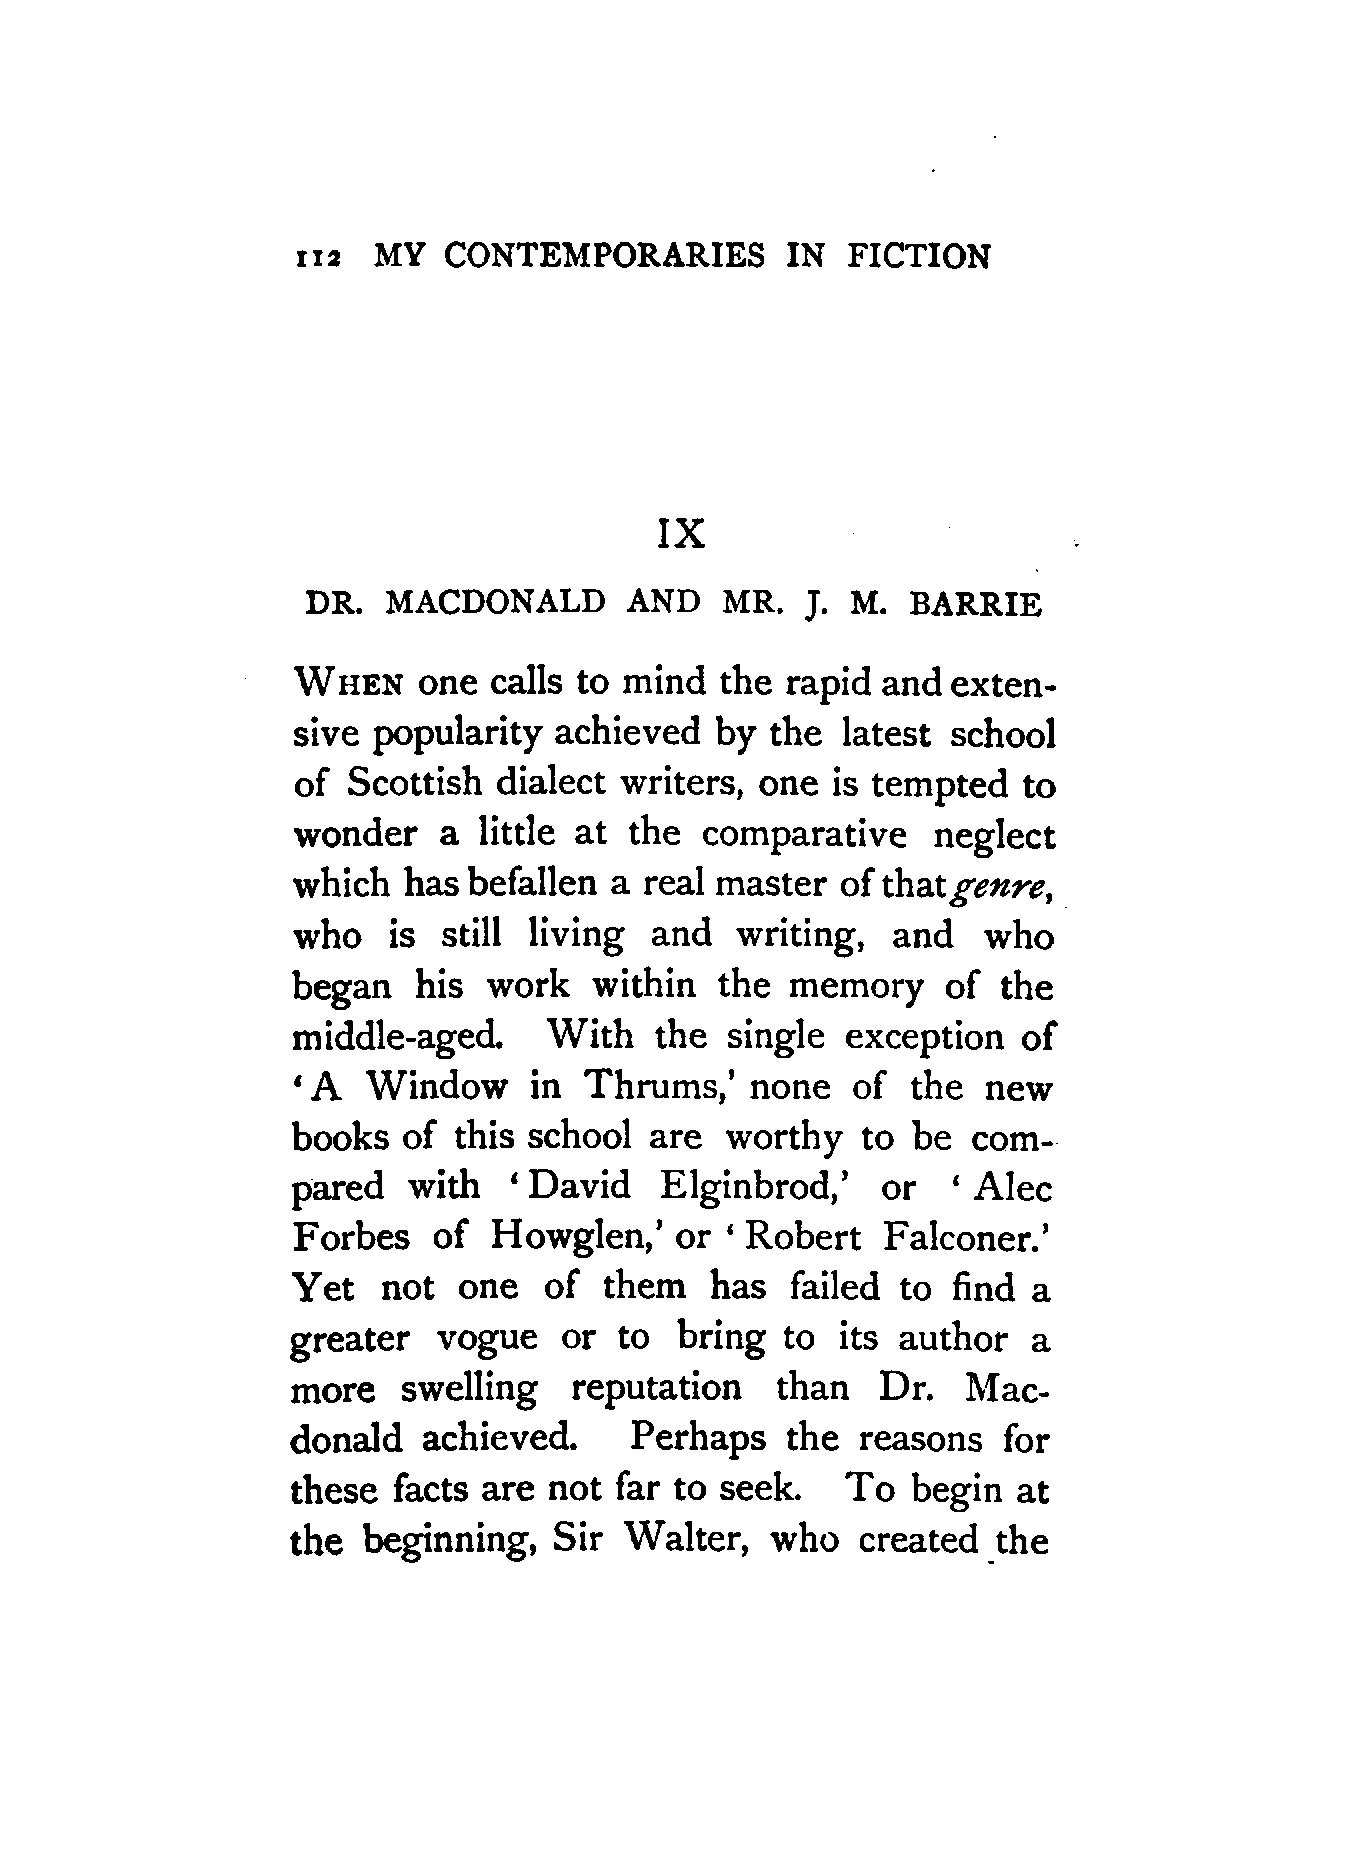 112 MY CONTEMPORARIES IN FICTION
IX
DR. MACDONALD AND MR. J. M. BARRIE
WHEN one calls to mind the rapid and exten-
sive popularity achieved by the latest school
of Scottish dialect writers, one is tempted to
wonder a little at the comparative neglect
which has befallen a real master of that genre,
who is still living and writing, and who
began his work within the memory of the
middle-aged. With the single exception of
‘A Window in Thrums,’ none of the new
books of this school are worthy to be com-
pared with ‘David Elginbrod,’ or ‘Alec
Forbes of Howglen,’ or ‘Robert Falconer.’
Yet not one of them has failed to find a
greater vogue or to bring to its author a
more swelling reputation than Dr. Mac-
donald achieved. Perhaps the reasons for
these facts are not far to seek. To begin at
the beginning, Sir Walter, who created the